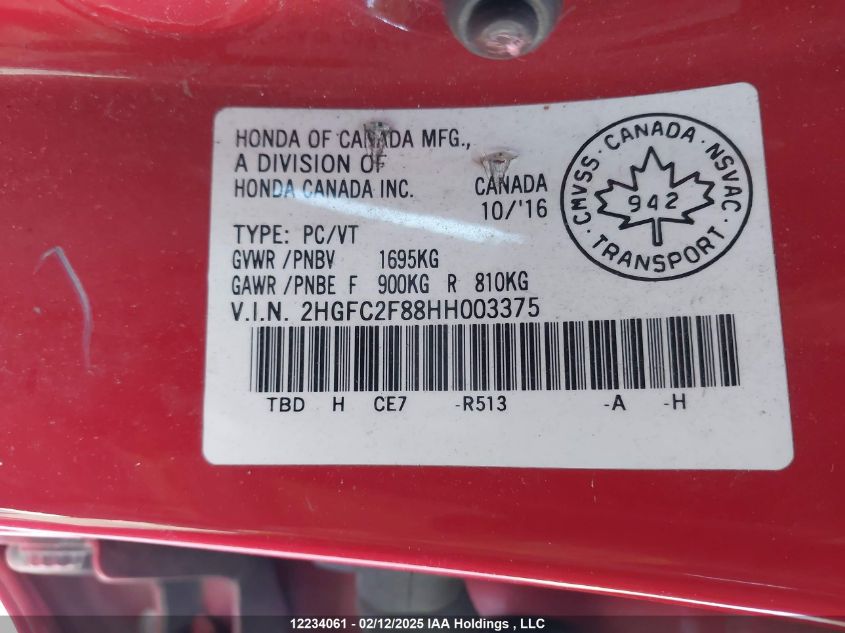 HONDA OF CANADA MFG.,
A DIVISION OF
HONDA CANADA INC.
CANADA
10/'16
CMVSS · CANADA · NSVAC
942
· TRANSPORT ·
TYPE: PC/VT
GVWR /PNBV 1695KG
GAWR /PNBE F 900KG R 810KG
V.I.N. 2HGFC2F88HH003375
TBD H CE7 -R513 -A -H
12234061 - 02/12/2025 IAA Holdings , LLC